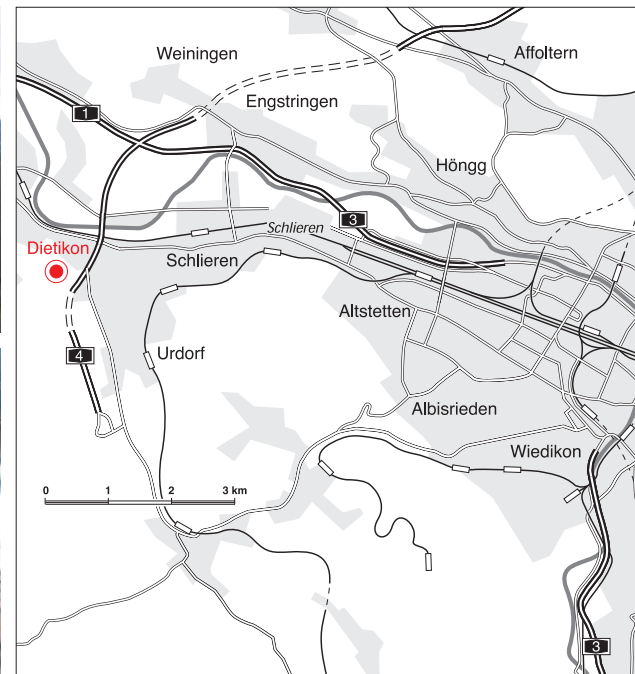 Weiningen
Affoltern
Engstringen
1
Höngg
3
Schlieren
Dietikon
Schlieren
Altstetten
4
Urdorf
Albisrieden
Wiedikon
0 1 2 3 km
3